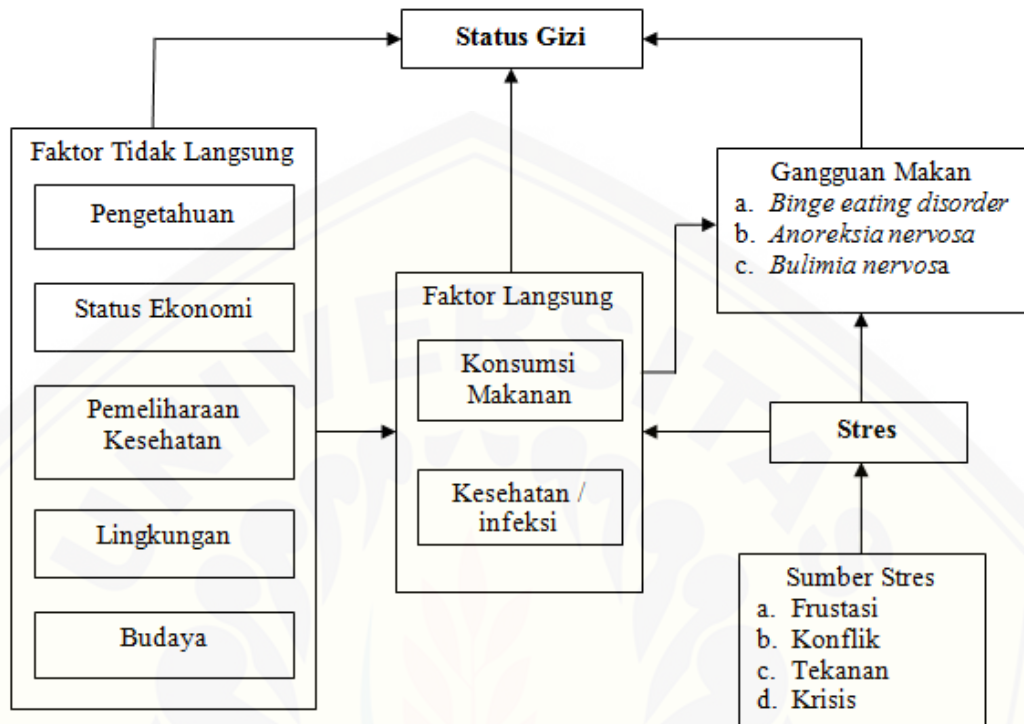 Status Gizi
Faktor Tidak Langsung
Pengetahuan
Status Ekonomi
Pemeliharaan
Kesehatan
Lingkungan
Budaya
Faktor Langsung
Konsumsi
Makanan
Kesehatan /
infeksi
Gangguan Makan
a. Binge eating disorder
b. Anoreksia nervosa
c. Bulimia nervosa
Stres
Sumber Stres
a. Frustasi
b. Konflik
c. Tekanan
d. Krisis
UNIVERSITAS